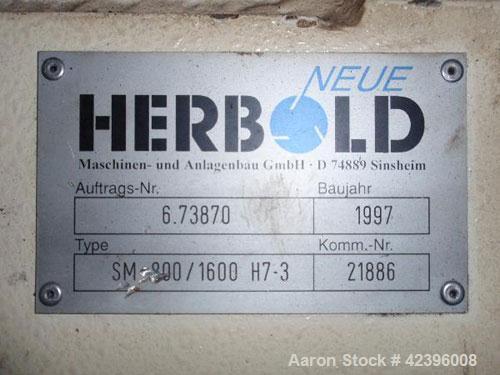 NEUE
HERBOLD
Maschinen- und Anlagenbau GmbH · D 74889 Sinsheim
Auftrags-Nr. Baujahr
6.73870 1997
Type Komm.-Nr.
SM 800/1600 H7-3 21886
Aaron Stock # 42396008